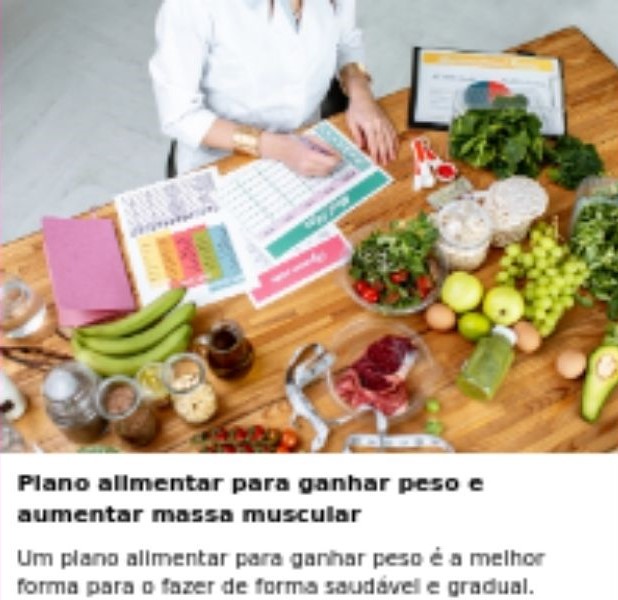 Plano alimentar para ganhar peso e
aumentar massa muscular
Um plano alimentar para ganhar peso é a melhor
forma para o fazer de forma saudável e gradual.